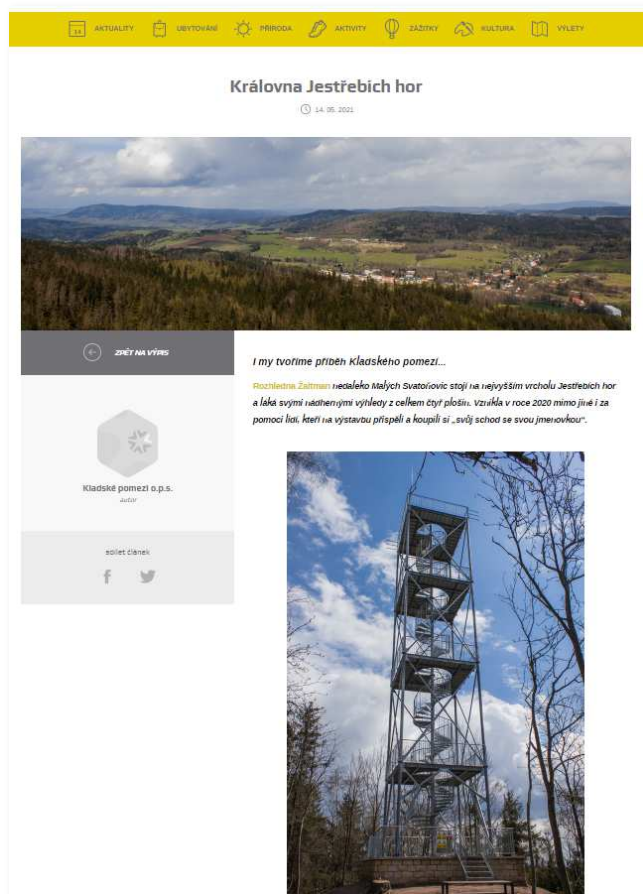 14 AKTUALITY UBYTOVÁNÍ PŘÍRODA AKTIVITY ZÁŽITKY KULTURA VÝLETY
Královna Jestřebích hor
14. 05. 2021
ZPĚT NA VÝPIS
Kladské pomezí o.p.s.
autor
sdílet článek
I my tvoříme příběh Kladského pomezí...
Rozhledna Žaltman nedaleko Malých Svatoňovic stojí na nejvyšším vrcholu Jestřebích hor
a láká svými nádhernými výhledy z celkem čtyř plošin. Vznikla v roce 2020 mimo jiné i za
pomoci lidí, kteří na výstavbu přispěli a koupili si „svůj schod se svou jmenovkou“.